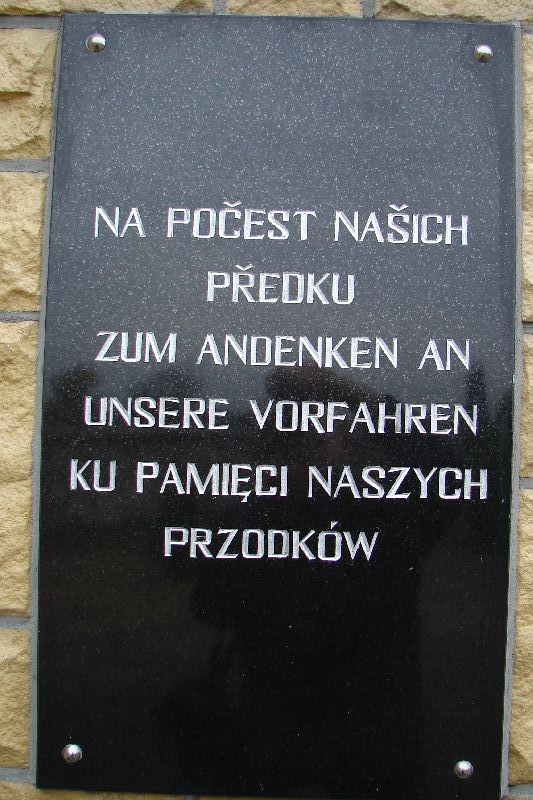 NA POČEST NAŠICH
PŘEDKU
ZUM ANDENKEN AN
UNSERE VORFAHREN
KU PAMIĘCI NASZYCH
PRZODKÓW